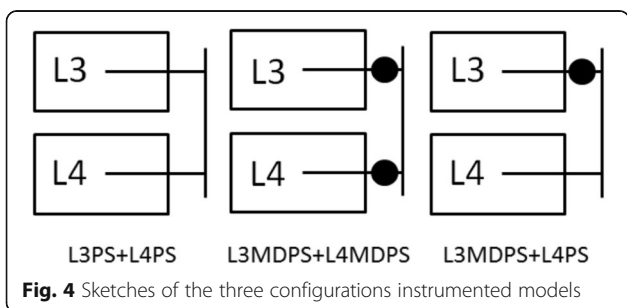 L3 L3 L3
L4 L4 L4
L3PS+L4PS L3MDPS+L4MDPS L3MDPS+L4PS
Fig. 4 Sketches of the three configurations instrumented models